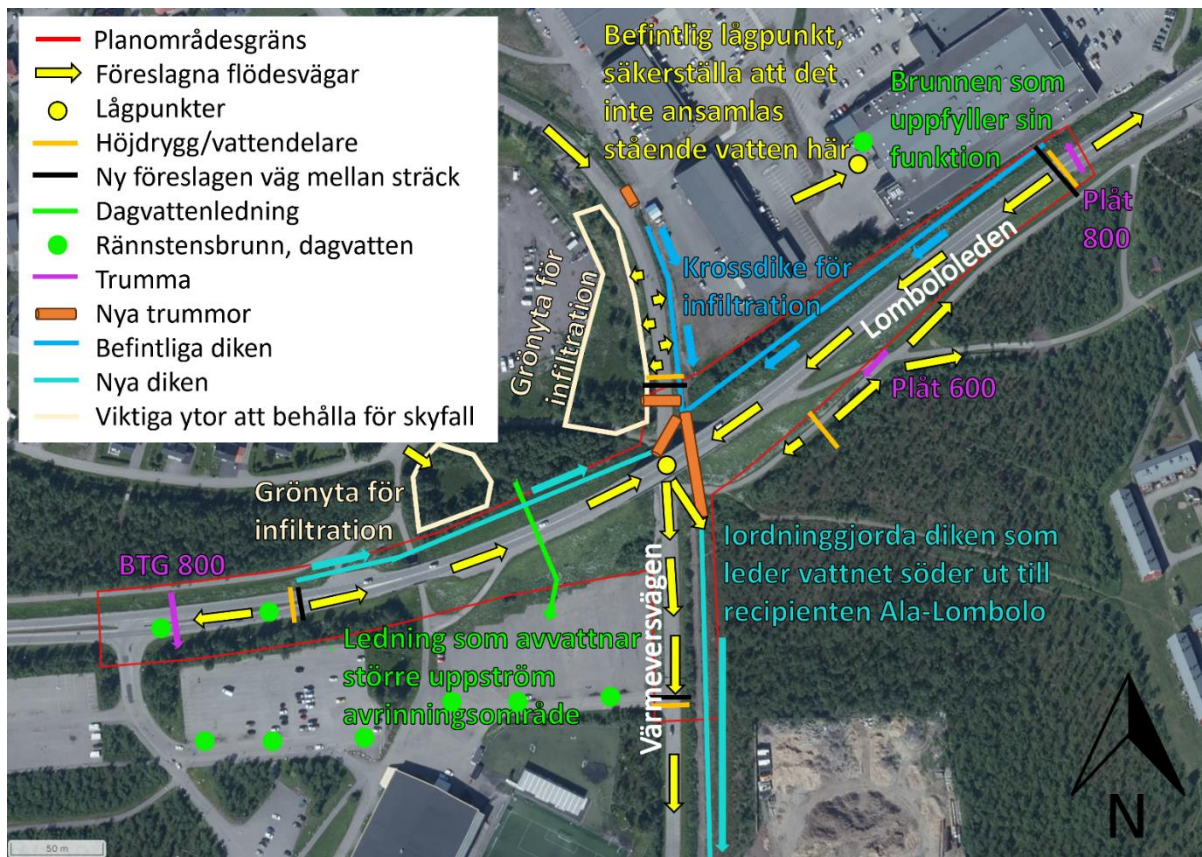 Planområdesgräns
Föreslagna flödesvägar
Lågpunkter
Höjdrygg/vattendelare
Ny föreslagen väg mellan sträck
Dagvattenledning
Rännstensbrunn, dagvatten
Trumma
Nya trummor
Befintliga diken
Nya diken
Viktiga ytor att behålla för skyfall
Befintlig lågpunkt,
säkerställa att det
inte ansamlas
stående vatten här
Brunnen som
uppfyller sin
funktion
Plåt
800
Lombololeden
Krossdike för
infiltration
Grönyta för
infiltration
Plåt 600
Grönyta för
infiltration
BTG 800
Iordninggjorda diken som
leder vattnet söder ut till
recipienten Ala-Lombolo
Ledning som avvattnar
större uppström
avrinningsområde
Värmeversvägen
N
50 m